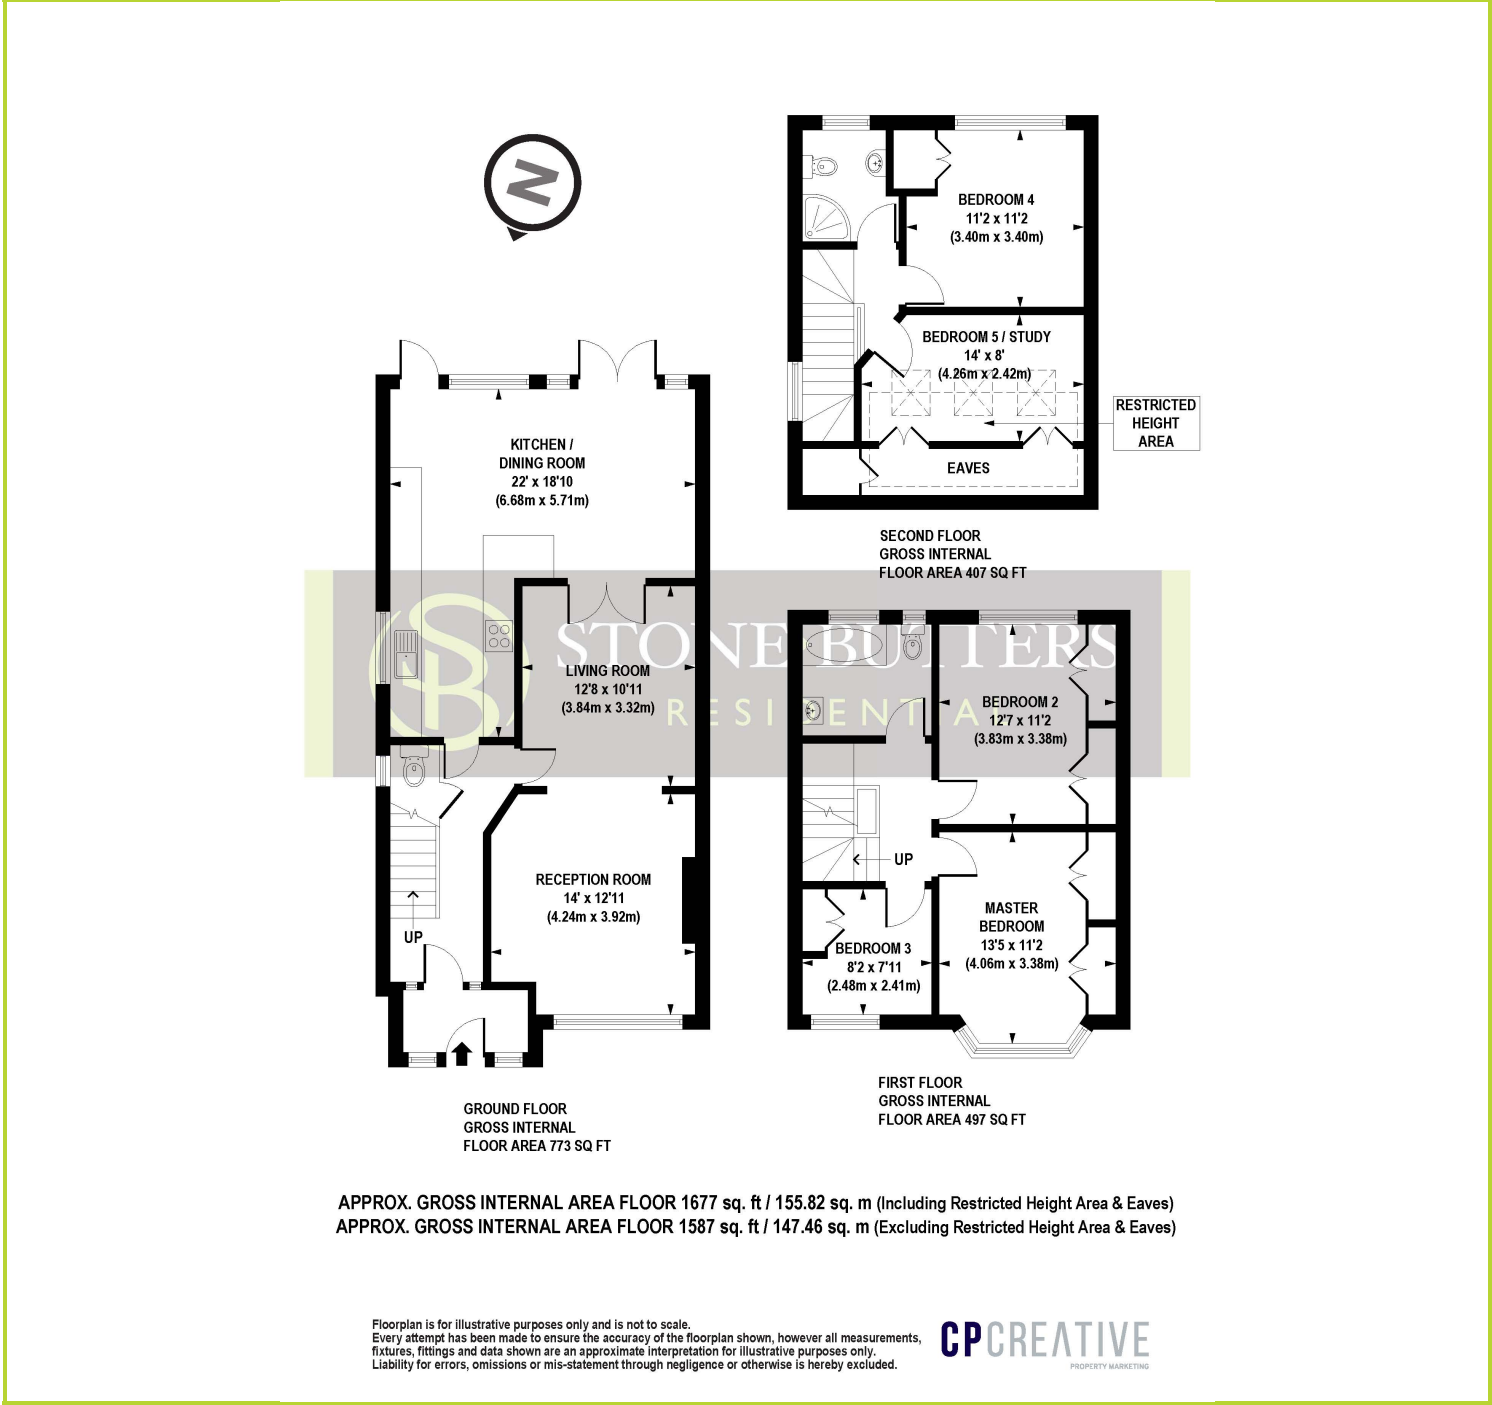 N
BEDROOM 4
11'2 x 11'2
(3.40m x 3.40m)
BEDROOM 5 / STUDY
14' x 8'
(4.26m x 2.42m)
RESTRICTED
HEIGHT
AREA
EAVES
SECOND FLOOR
GROSS INTERNAL
FLOOR AREA 407 SQ FT
KITCHEN /
DINING ROOM
22' x 18'10
(6.68m x 5.71m)
SB
STONE BUTTERS
RESIDENTIAL
LIVING ROOM
12'8 x 10'11
(3.84m x 3.32m)
RECEPTION ROOM
14' x 12'11
(4.24m x 3.92m)
UP
GROUND FLOOR
GROSS INTERNAL
FLOOR AREA 773 SQ FT
BEDROOM 2
12'7 x 11'2
(3.83m x 3.38m)
UP
MASTER
BEDROOM
13'5 x 11'2
(4.06m x 3.38m)
BEDROOM 3
8'2 x 7'11
(2.48m x 2.41m)
FIRST FLOOR
GROSS INTERNAL
FLOOR AREA 497 SQ FT
APPROX. GROSS INTERNAL AREA FLOOR 1677 sq. ft / 155.82 sq. m (Including Restricted Height Area & Eaves)
APPROX. GROSS INTERNAL AREA FLOOR 1587 sq. ft / 147.46 sq. m (Excluding Restricted Height Area & Eaves)
Floorplan is for illustrative purposes only and is not to scale.
Every attempt has been made to ensure the accuracy of the floorplan shown, however all measurements,
fixtures, fittings and data shown are an approximate interpretation for illustrative purposes only.
Liability for errors, omissions or mis-statement through negligence or otherwise is hereby excluded.
CPCREATIVE
PROPERTY MARKETING